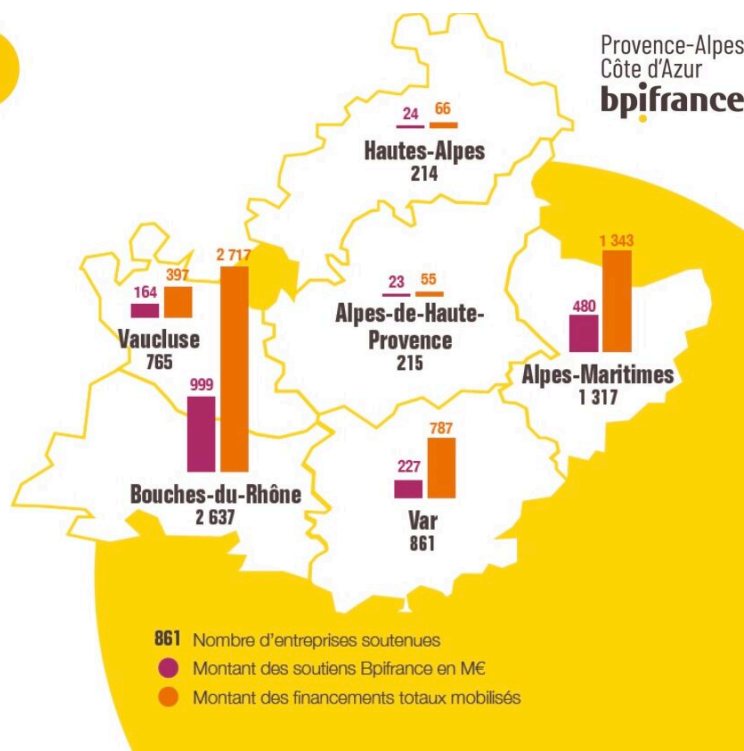 Provence-Alpes
Côte d'Azur
bpifrance
24 66
Hautes-Alpes
214
2 717
164 397
Vaucluse
765
23 55
Alpes-de-Haute-
Provence
215
1 343
480
Alpes-Maritimes
1 317
999
Bouches-du-Rhône
2 637
787
227
Var
861
861 Nombre d'entreprises soutenues
Montant des soutiens Bpifrance en M€
Montant des financements totaux mobilisés